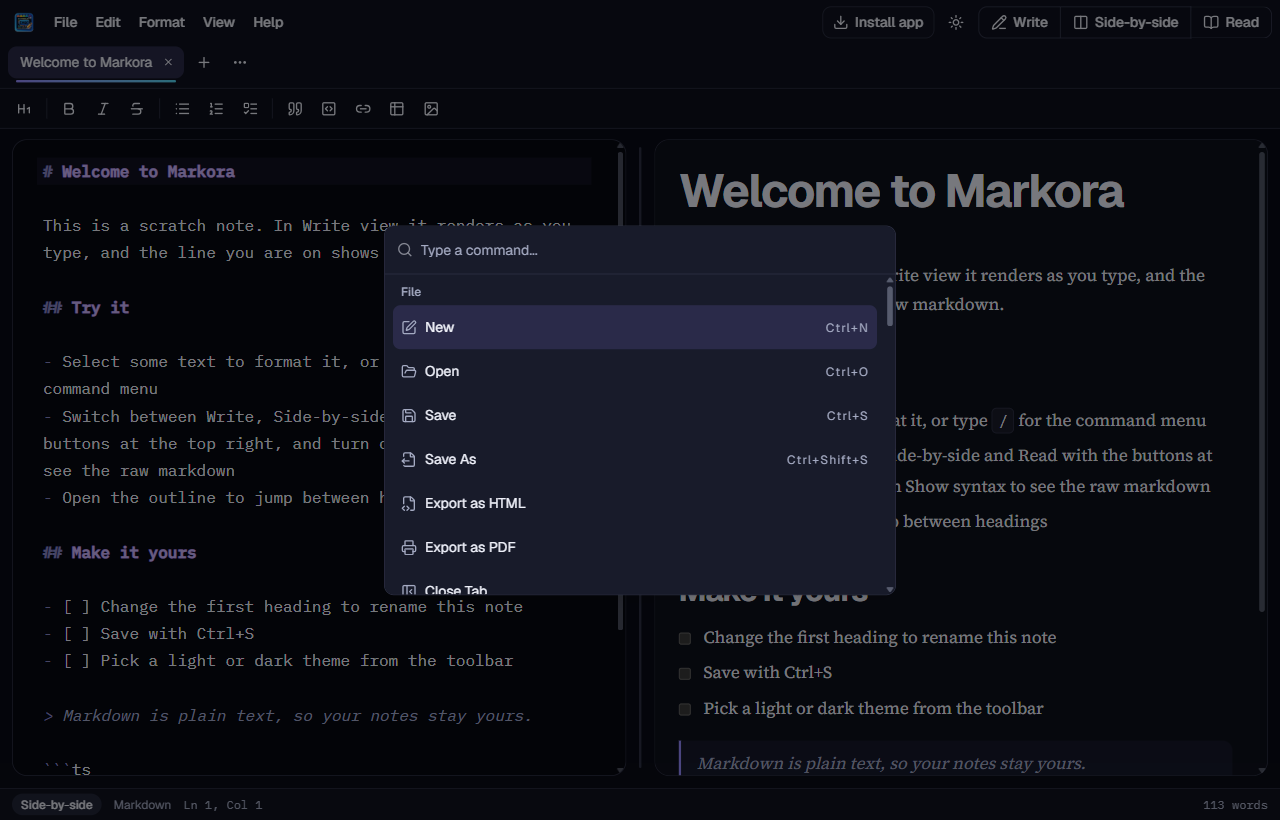 File Edit Format View Help Install app Write Side-by-side Read
Welcome to Markora × + ...
H1 B I S
# Welcome to Markora
This is a scratch note. In Write view it renders as you
type, and the line you are on shows
## Try it
- Select some text to format it, or
command menu
- Switch between Write, Side-by-side
buttons at the top right, and turn
see the raw markdown
- Open the outline to jump between
## Make it yours
- [ ] Change the first heading to rename this note
- [ ] Save with Ctrl+S
- [ ] Pick a light or dark theme from the toolbar
> Markdown is plain text, so your notes stay yours.
```ts
Type a command...
File
New Ctrl+N
Open Ctrl+O
Save Ctrl+S
Save As Ctrl+Shift+S
Export as HTML
Export as PDF
Close Tab
Welcome to Markora
rite view it renders as you type, and the
w markdown.
at it, or type / for the command menu
de-by-side and Read with the buttons at
n Show syntax to see the raw markdown
between headings
Make it yours
Change the first heading to rename this note
Save with Ctrl+S
Pick a light or dark theme from the toolbar
Markdown is plain text, so your notes stay yours.
Side-by-side Markdown Ln 1, Col 1 113 words